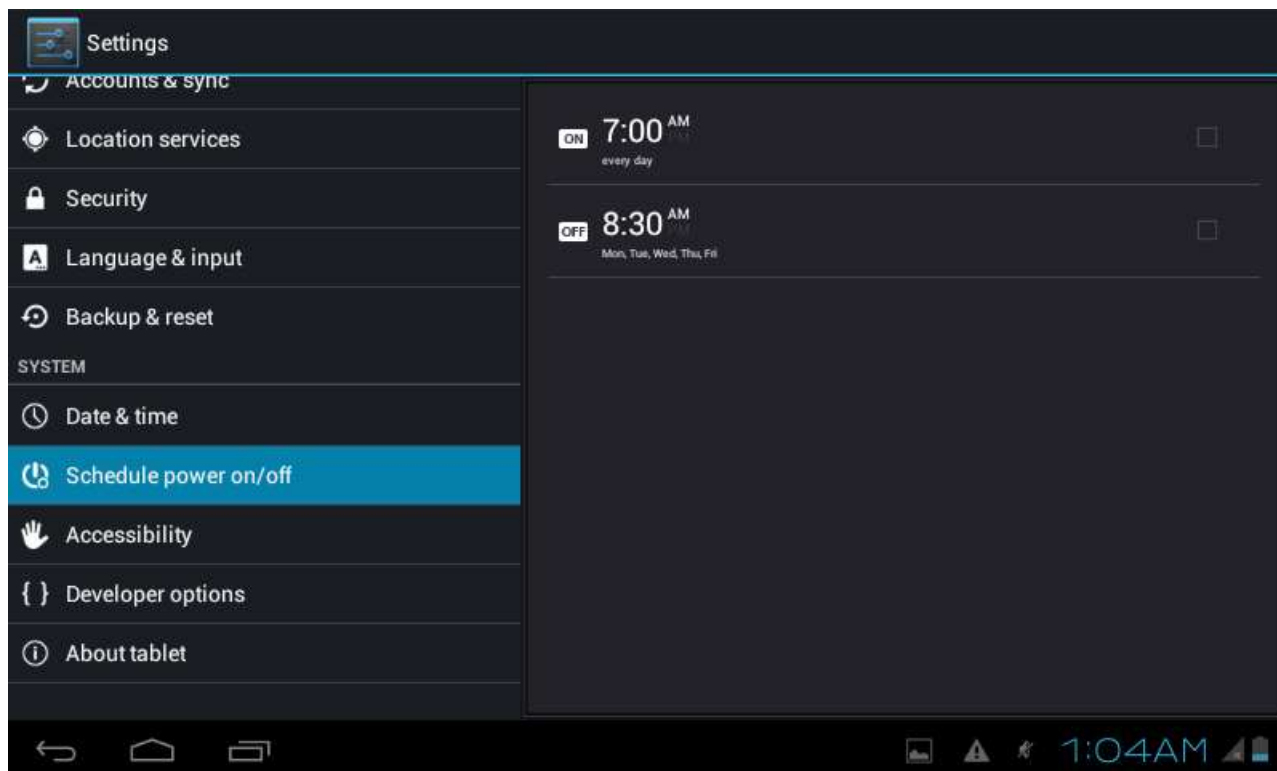 Settings
Accounts & sync
Location services
Security
Language & input
Backup & reset
SYSTEM
Date & time
Schedule power on/off
Accessibility
{ } Developer options
About tablet
ON 7:00 AM
PM
every day
OFF 8:30 AM
PM
Mon, Tue, Wed, Thu, Fri
1:04AM